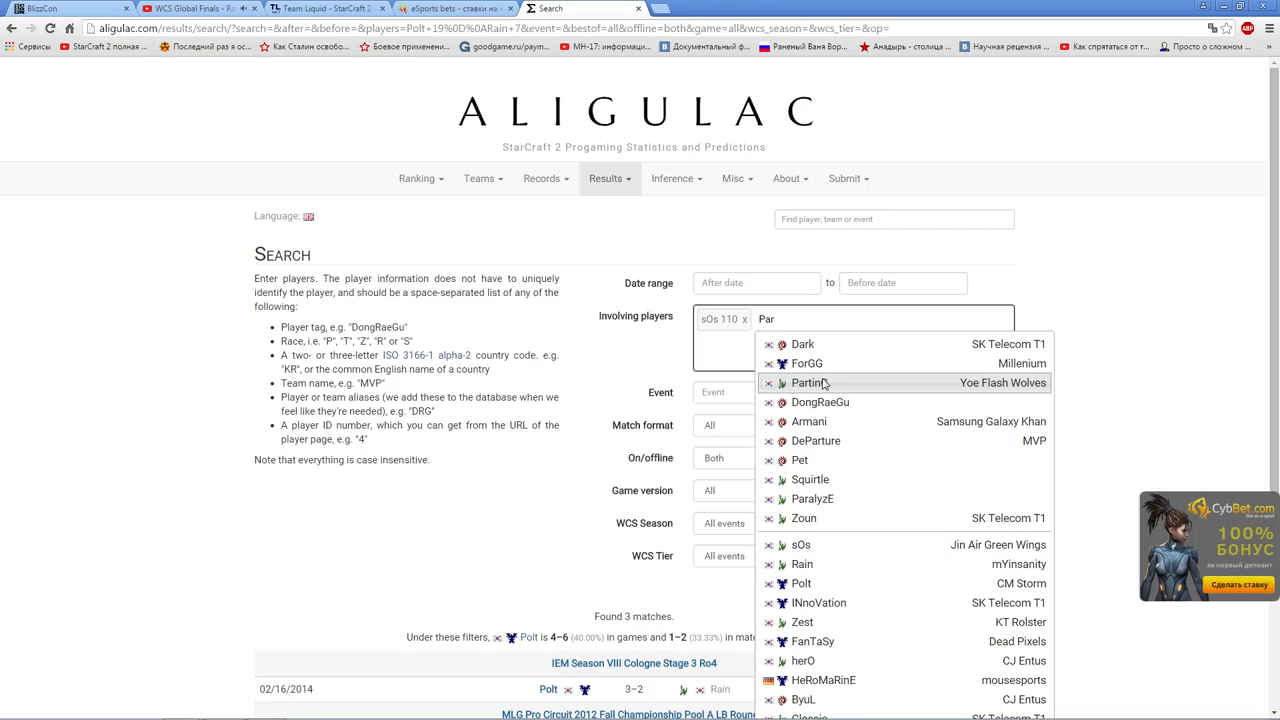 BlizzCon
WCS Global Finals - Ro
Team Liquid - StarCraft 2
eSports bets - ставки на к
Search
aligulac.com/results/search/?search=&after=&before=&players=Polt+19%0D%0ARain+7&event=&bestof=all&offline=both&game=all&wcs_season=&wcs_tier=&op=
Сервисы
StarCraft 2 полная ...
Последний раз я ос...
Как Сталин освобо...
Боевое применени...
goodgame.ru/paym...
МН-17: информаци...
Документальный ф...
Раненый Ваня Вор...
Анадырь - столица ...
Научная рецензия ...
Как спрятаться от т...
Просто о сложном ...
ALIGULAC
StarCraft 2 Progaming Statistics and Predictions
Ranking Teams Records Results Inference Misc About Submit
Language:
Find player, team or event
SEARCH
Enter players. The player information does not have to uniquely
identify the player, and should be a space-separated list of any of the
following:
• Player tag, e.g. "DongRaeGu"
• Race, i.e. "P", "T", "Z", "R" or "S"
• A two- or three-letter ISO 3166-1 alpha-2 country code. e.g.
"KR", or the common English name of a
country
• Team name, e.g. "MVP"
• Player or team aliases (we add these to the database when we
feel like they're needed), e.g. "DRG"
• A player ID number, which you can get from the URL of the
player page, e.g. "4"
Note that everything is case insensitive.
Date range After date to Before date
Involving players sOs 110 x Par
Event Event
Match format All
On/offline Both
Game version All
WCS Season All events
WCS Tier All events
Dark SK Telecom T1
ForGG Millenium
Yoe Flash Wolves
DongRaeGu
Armani Samsung Galaxy Khan
DeParture MVP
Pet
Squirtle
ParalyzE
Zoun SK Telecom T1
sOs Jin Air Green Wings
Rain mYinsanity
Polt CM Storm
INnoVation SK Telecom T1
Zest KT Rolster
FanTaSy Dead Pixels
herO CJ Entus
HeRoMaRinE mousesports
ByuL CJ Entus
Found 3 matches.
Under these filters, Polt is 4–6 (40.00%) in games and 1–2 (33.33%) in
IEM Season VIII Cologne Stage 3 Ro4
02/16/2014 Polt 3–2 Rain
MLG Pro Circuit 2012 Fall Championship Pool A LB
CybBet.com
100%
БОНУС
за первый депозит
Сделать ставку